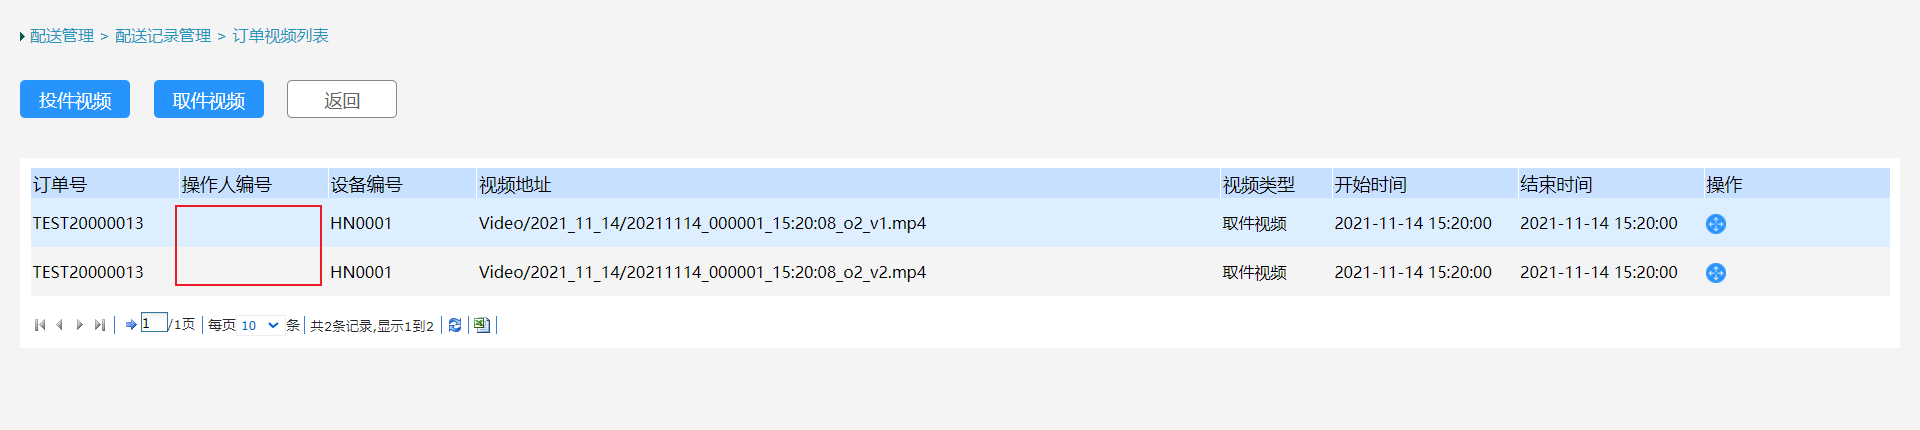 配送管理 > 配送记录管理 > 订单视频列表
投件视频 取件视频 返回
订单号 操作人编号 设备编号 视频地址 视频类型 开始时间 结束时间 操作
TEST20000013 HN0001 Video/2021_11_14/20211114_000001_15:20:08_o2_v1.mp4 取件视频 2021-11-14 15:20:00 2021-11-14 15:20:00
TEST20000013 HN0001 Video/2021_11_14/20211114_000001_15:20:08_o2_v2.mp4 取件视频 2021-11-14 15:20:00 2021-11-14 15:20:00
1 /1页 每页 10 条 共2条记录,显示1到2